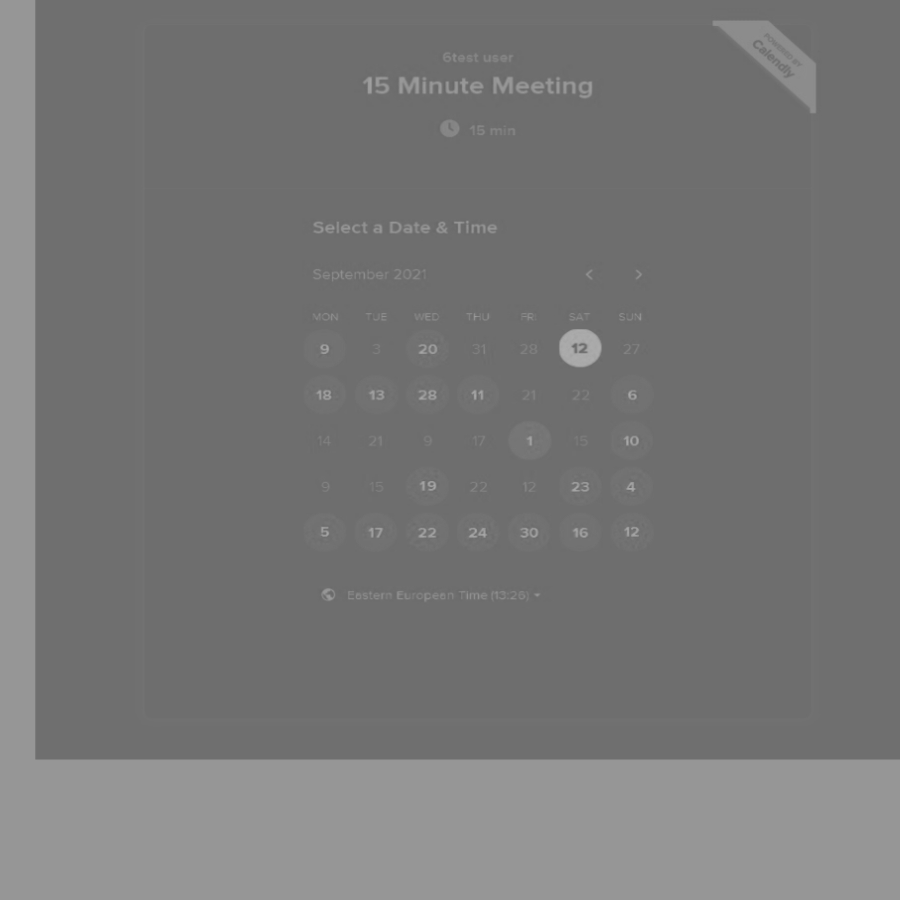 POWERED BY
Calendly
6test user
15 Minute Meeting
15 min
Select a Date & Time
September 2021
MON TUE WED THU FRI SAT SUN
9 3 20 31 28 12 27
18 13 28 11 21 22 6
14 21 9 17 1 15 10
9 15 19 22 12 23 4
5 17 22 24 30 16 12
Eastern European Time (13:26)